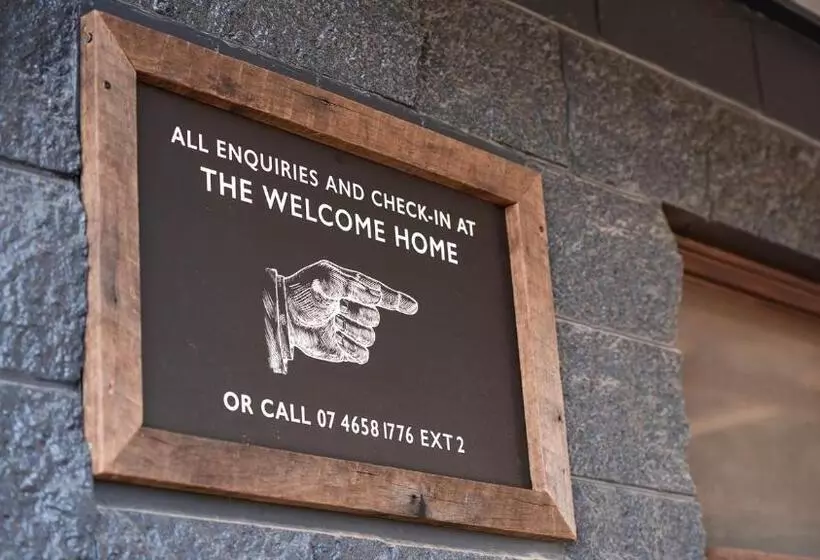 ALL ENQUIRIES AND CHECK-IN AT
THE WELCOME HOME
OR CALL 07 4658 1776 EXT 2